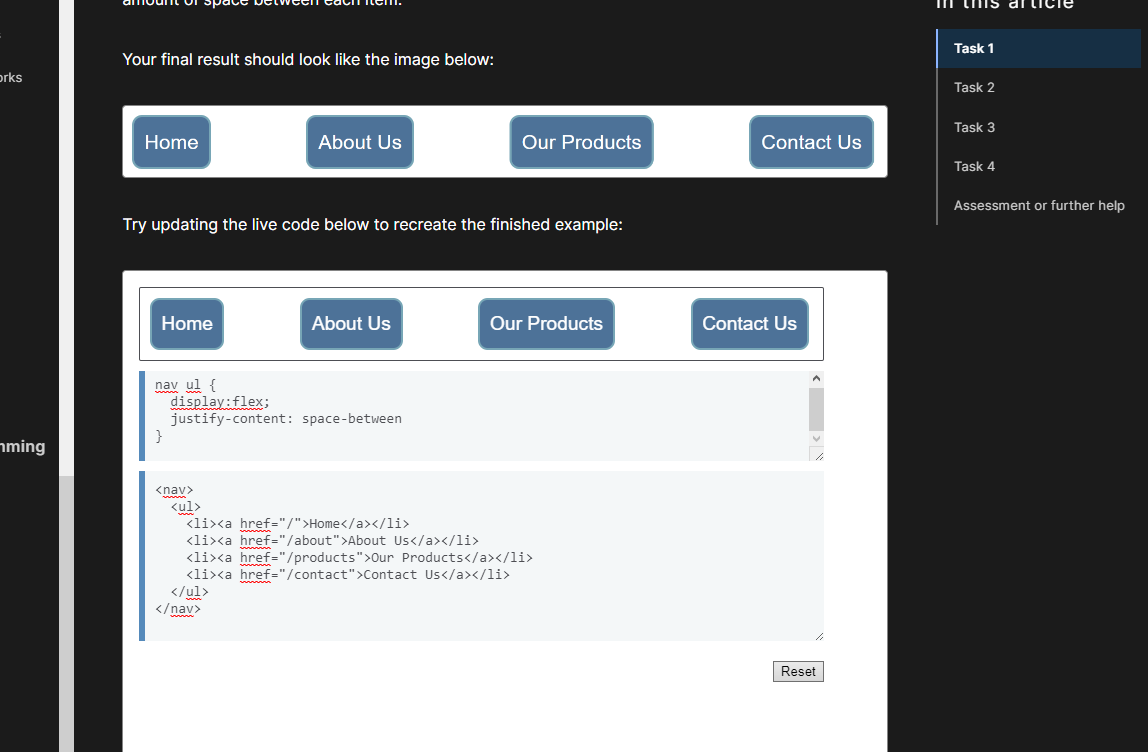 amount of space between each item.
In this article
Task 1
Task 2
Task 3
Task 4
Assessment or further help
Your final result should look like the image below:
Home About Us Our Products Contact Us
Try updating the live code below to recreate the finished example:
Home About Us Our Products Contact Us
nav ul {
  display:flex;
  justify-content: space-between
}
<nav>
  <ul>
    <li><a href="/">Home</a></li>
    <li><a href="/about">About Us</a></li>
    <li><a href="/products">Our Products</a></li>
    <li><a href="/contact">Contact Us</a></li>
  </ul>
</nav>
Reset